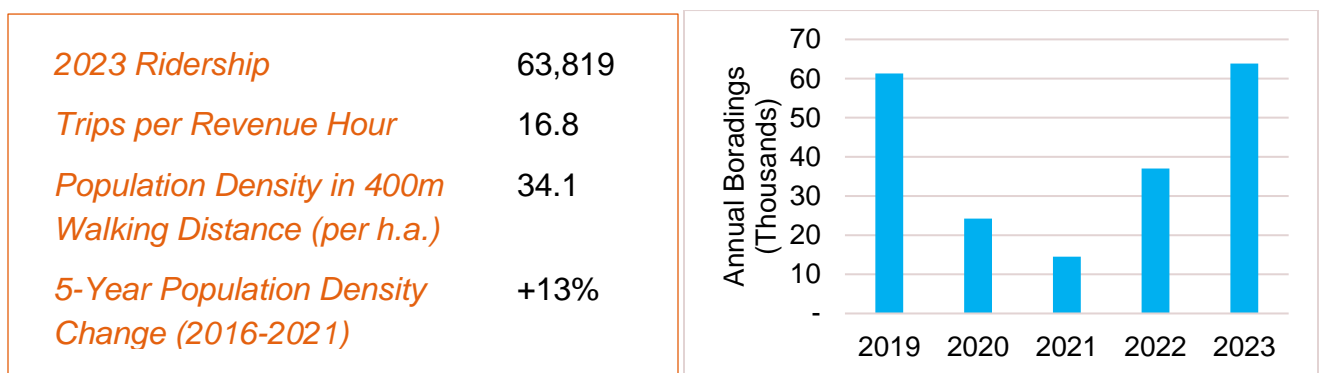 2023 Ridership 63,819
Trips per Revenue Hour 16.8
Population Density in 400m 34.1
Walking Distance (per h.a.)
5-Year Population Density +13%
Change (2016-2021)
Annual Boradings
(Thousands)
70
60
50
40
30
20
10
-
2019 2020 2021 2022 2023